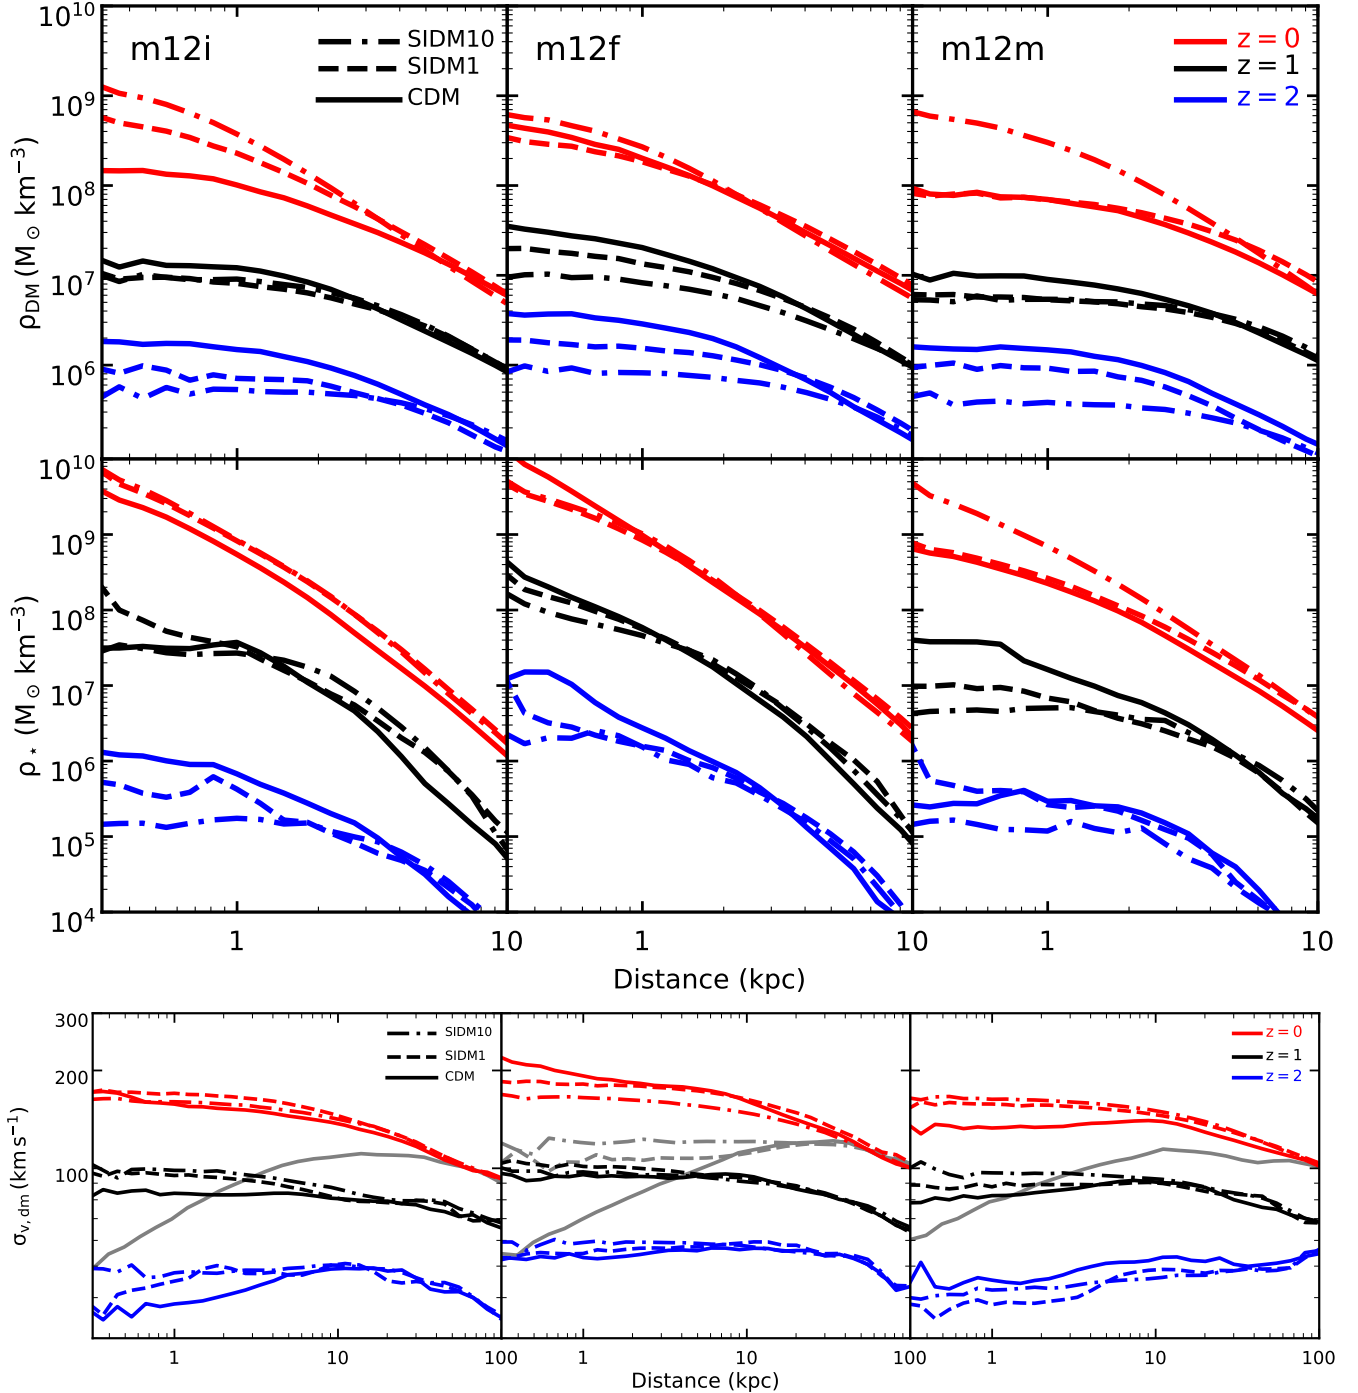 10^10
m12i
SIDM10
SIDM1
CDM
m12f
m12m
z = 0
z = 1
z = 2
10^9
10^8
10^7
10^6
ρ_DM (M_⊙ km^−3)
10^10
10^9
10^8
10^7
10^6
10^5
10^4
ρ_⋆ (M_⊙ km^−3)
1 10 1 10 1 10
Distance (kpc)
300
200
100
σ_v,dm (km s^−1)
SIDM10
SIDM1
CDM
z = 0
z = 1
z = 2
1 10 100 1 10 100 1 10 100
Distance (kpc)